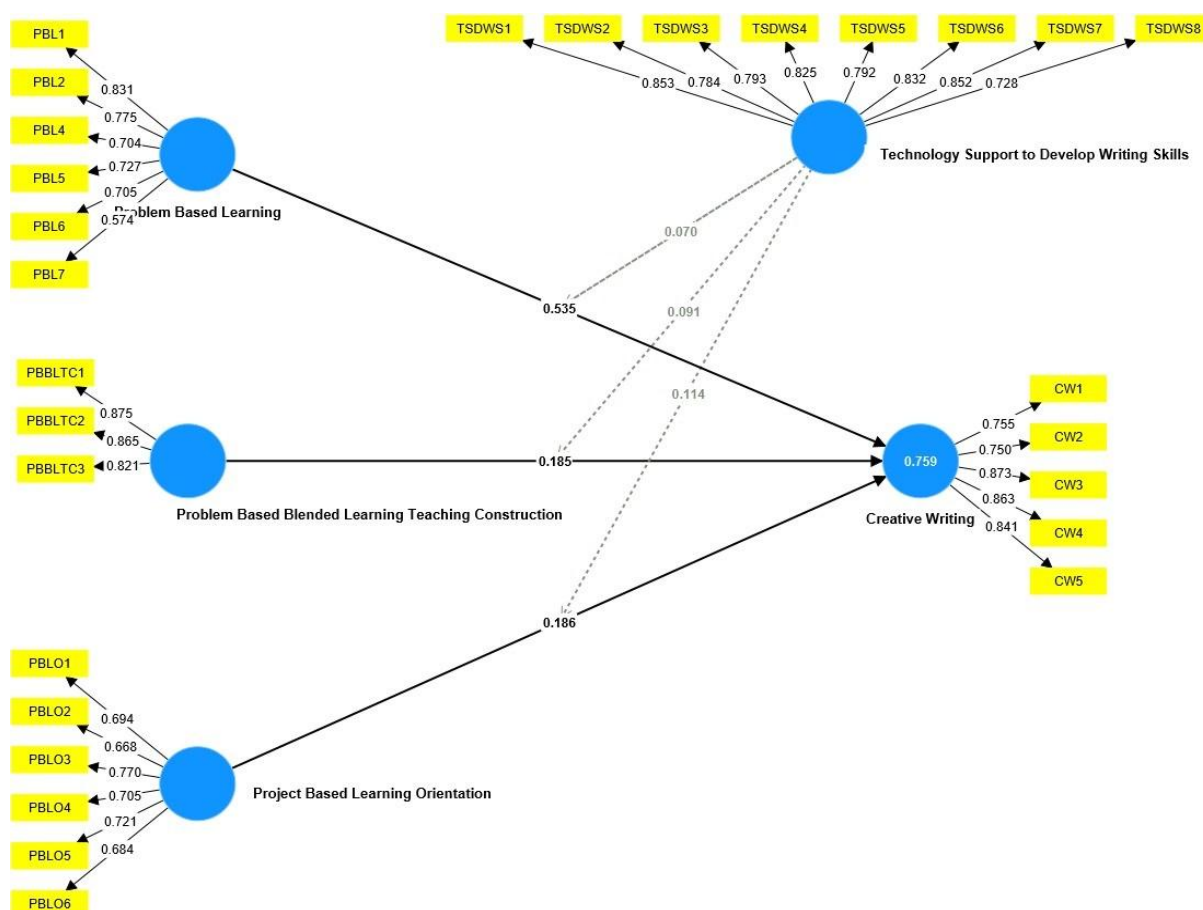 PBL1
PBL2
PBL4
PBL5
PBL6
PBL7
0.831
0.775
0.704
0.727
0.705
0.574
Problem Based Learning
TSDWS1
TSDWS2
TSDWS3
TSDWS4
TSDWS5
TSDWS6
TSDWS7
TSDWS8
0.853
0.784
0.793
0.825
0.792
0.832
0.852
0.728
Technology Support to Develop Writing Skills
0.070
0.091
0.114
0.535
0.185
0.186
PBBLTC1
PBBLTC2
PBBLTC3
0.875
0.865
0.821
Problem Based Blended Learning Teaching Construction
0.759
Creative Writing
0.755
0.750
0.873
0.863
0.841
CW1
CW2
CW3
CW4
CW5
PBLO1
PBLO2
PBLO3
PBLO4
PBLO5
PBLO6
0.694
0.668
0.770
0.705
0.721
0.684
Project Based Learning Orientation